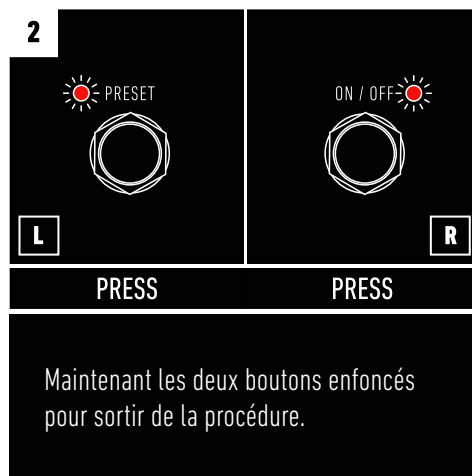 2
PRESET
ON / OFF
L
R
PRESS
PRESS
Maintenant les deux boutons enfoncés
pour sortir de la procédure.